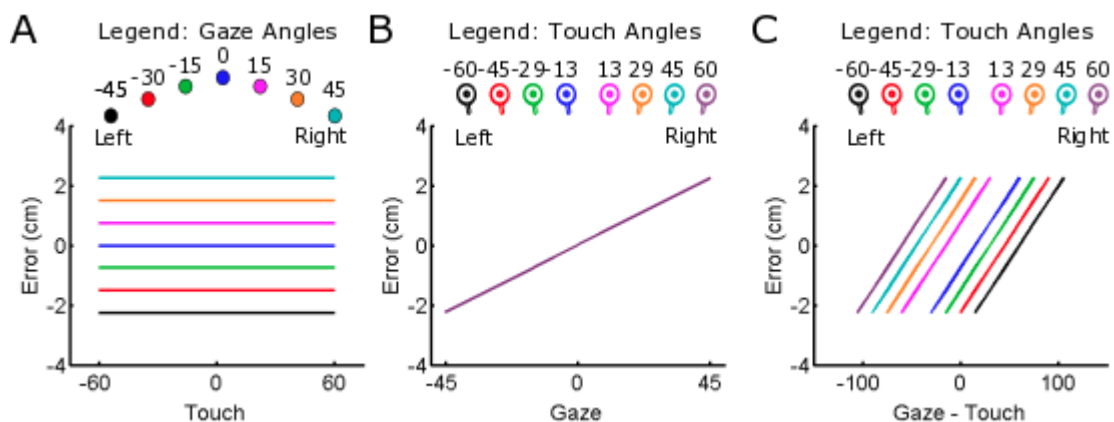 A
Legend: Gaze Angles
0
-15 15
-30 30
-45 45
Left Right
4
2
0
-2
-4
Error (cm)
-60 0 60
Touch
B
Legend: Touch Angles
-60 -45 -29 -13 13 29 45 60
Left Right
4
2
0
-2
-4
Error (cm)
-45 0 45
Gaze
C
Legend: Touch Angles
-60 -45 -29 -13 13 29 45 60
Left Right
4
2
0
-2
-4
Error (cm)
-100 0 100
Gaze - Touch